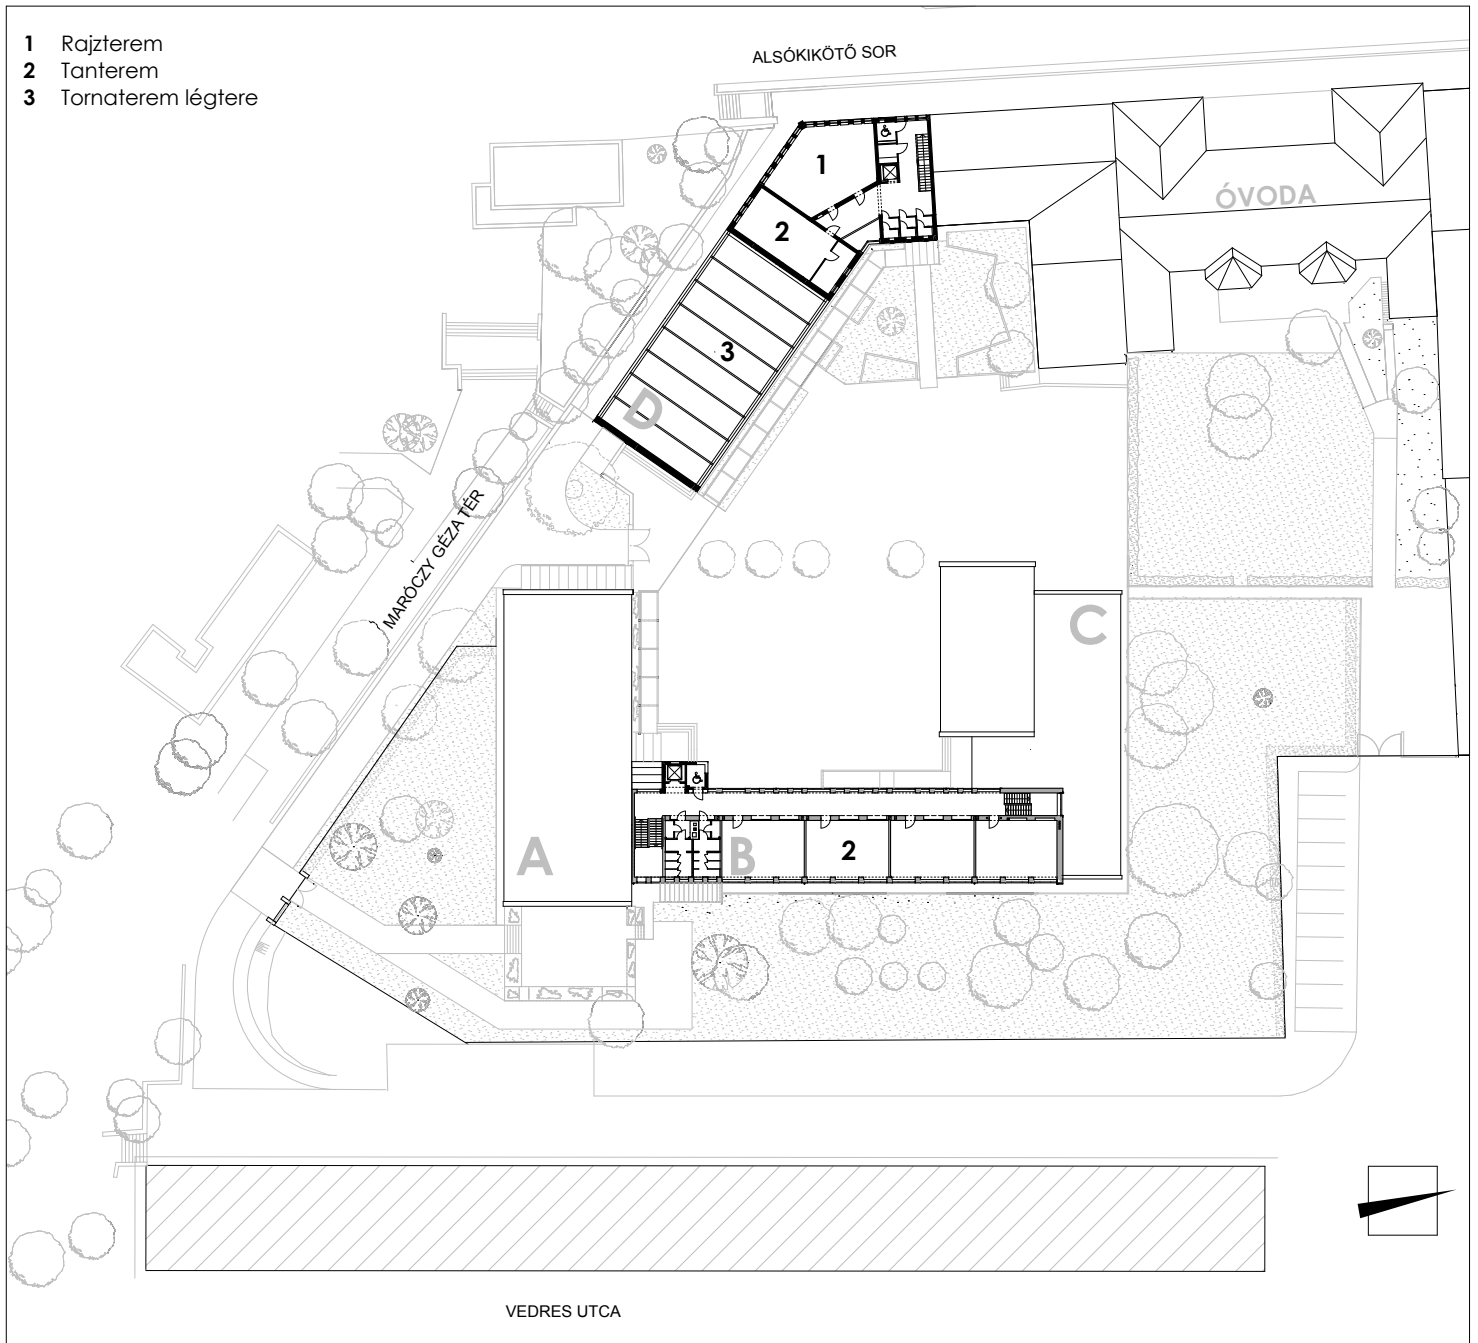 1 Rajzterem
2 Tanterem
3 Tornaterem légtere
ALSÓKIKÖTŐ SOR
1
ÓVODA
2
3
D
MARÓCZY GÉZA TÉR
C
A
B
2
VEDRES UTCA